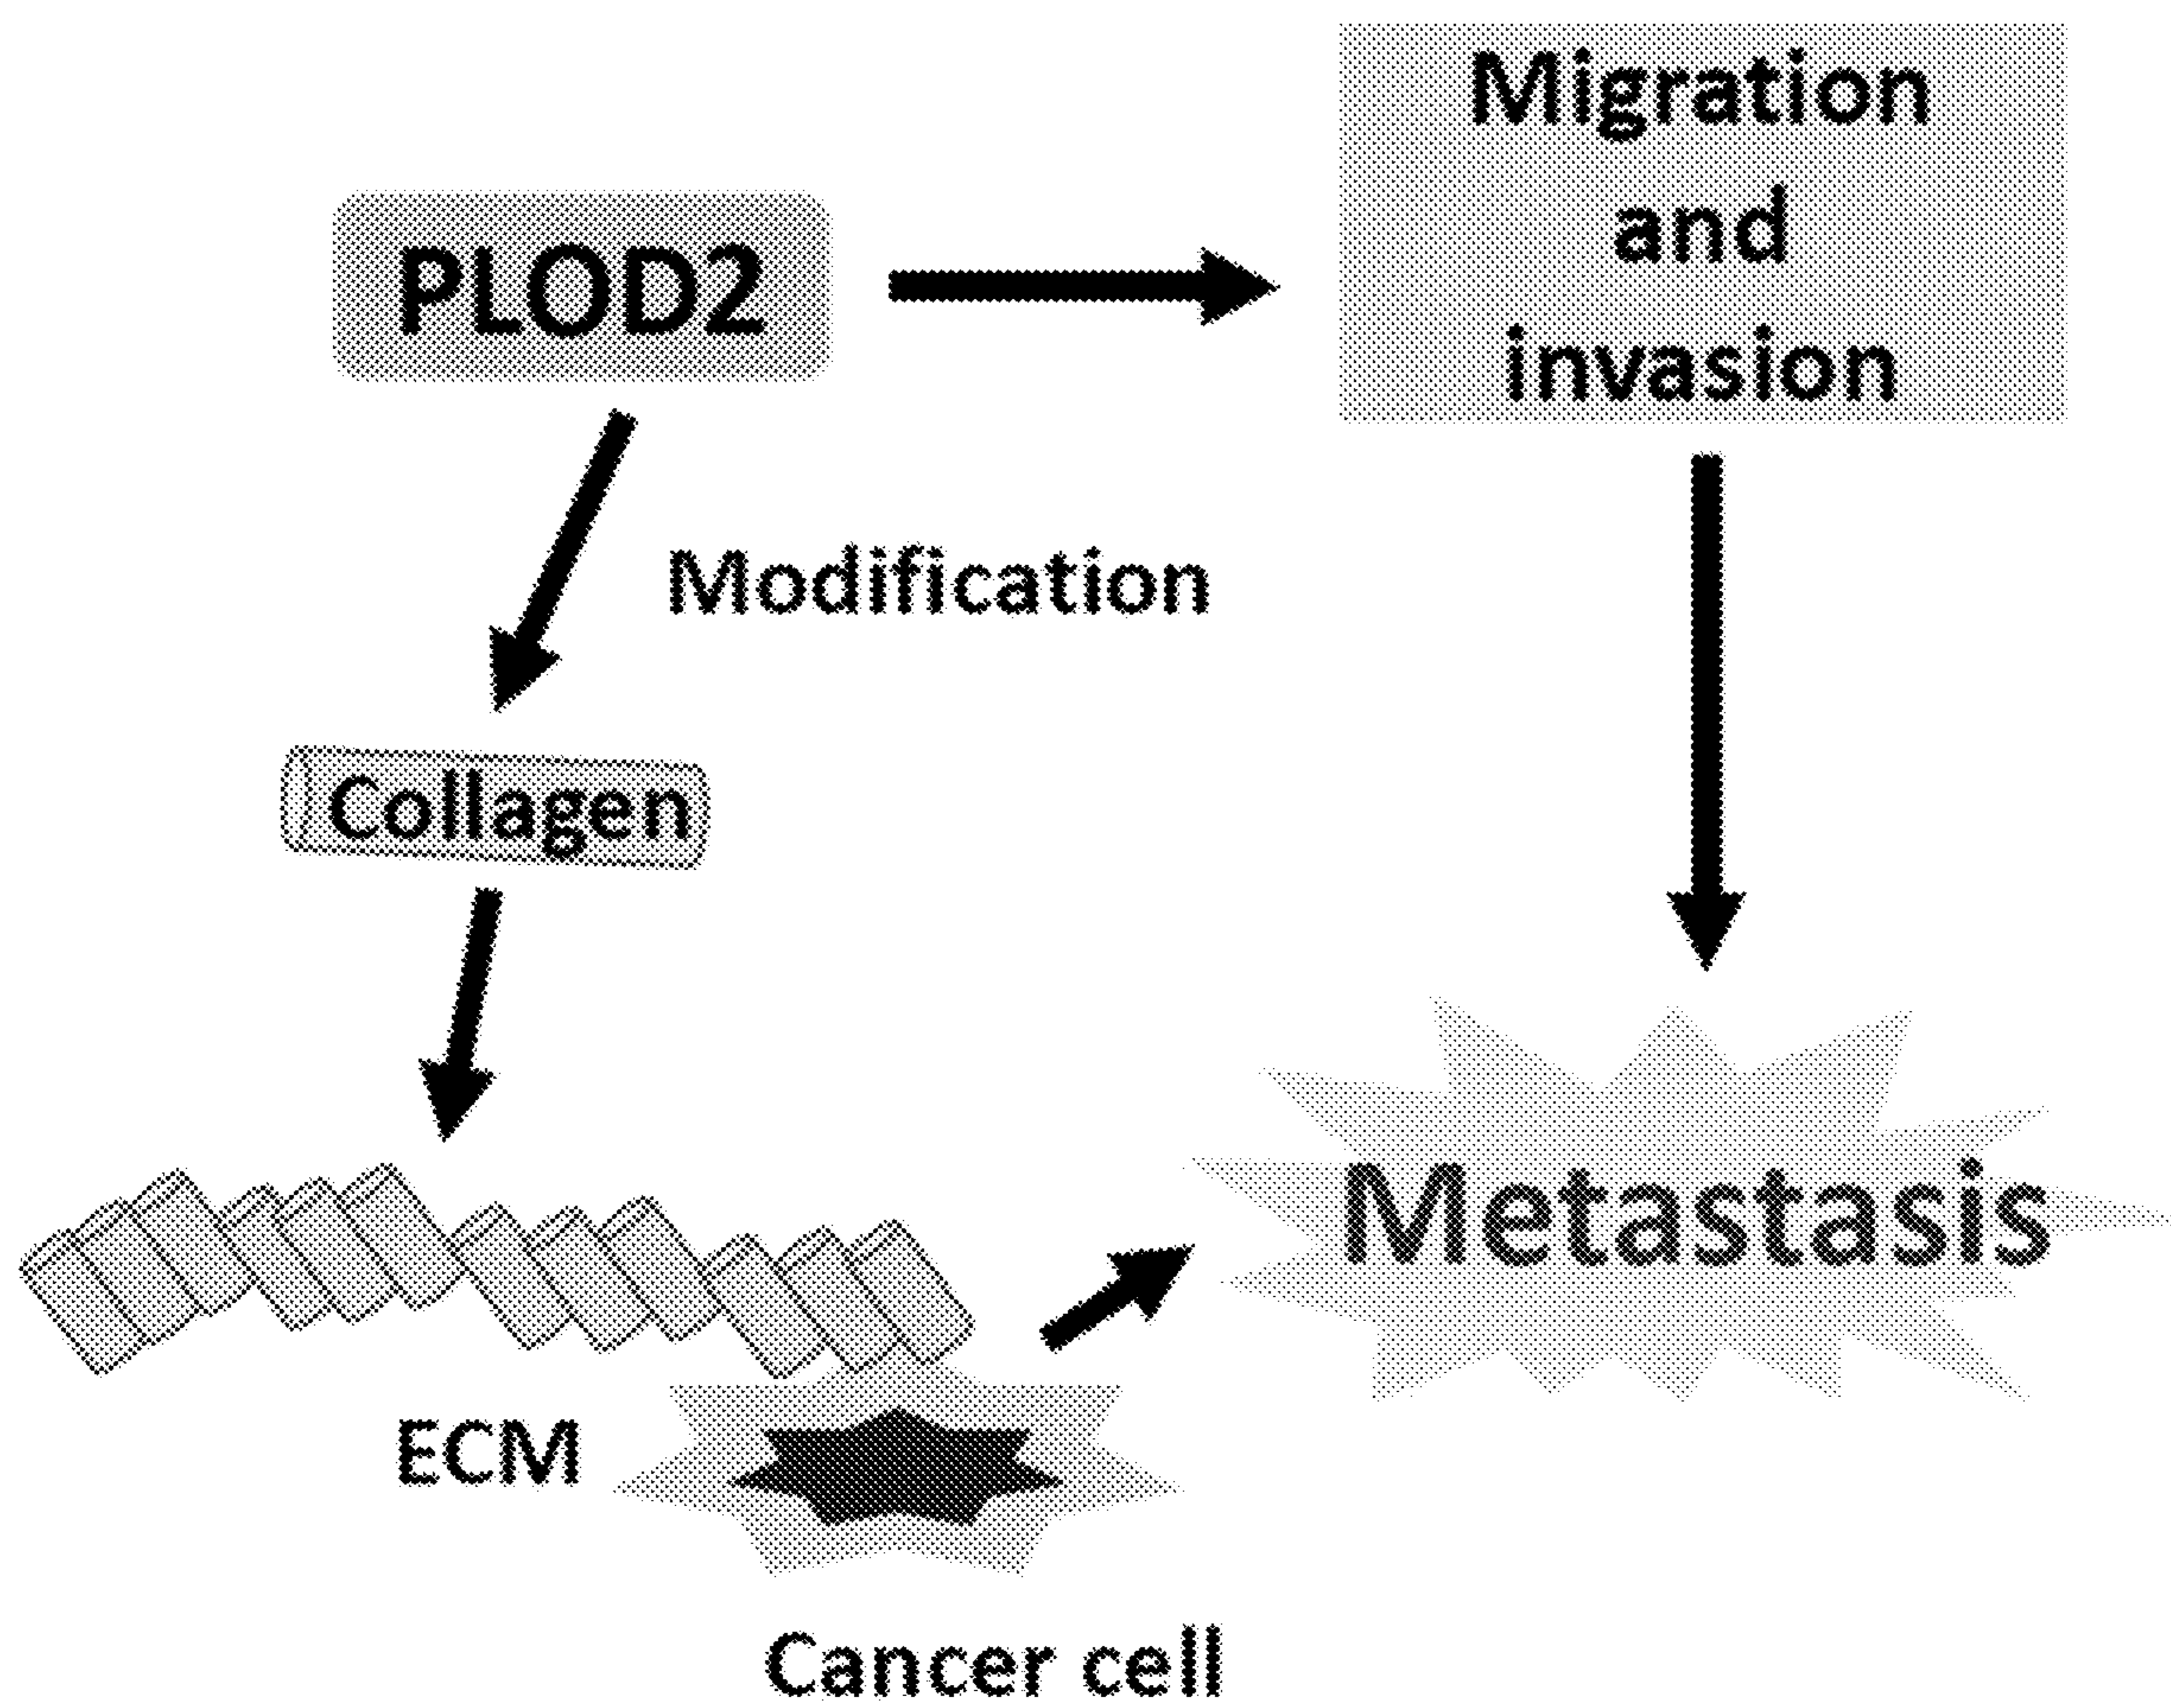 Migration
and
invasion
PLOD2
Modification
Collagen
Metastasis
ECM
Cancer cell